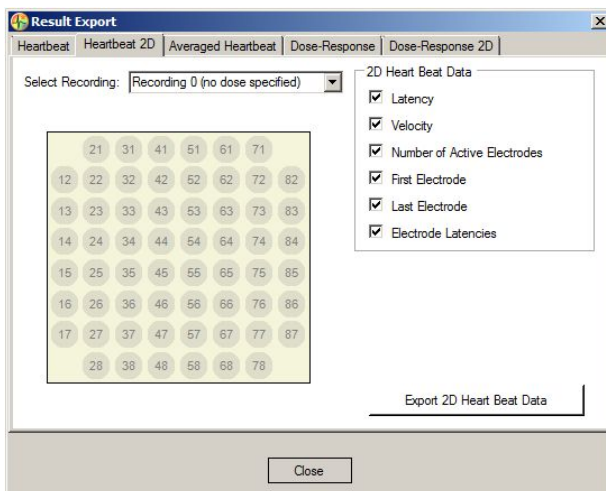 Result Export
Heartbeat Heartbeat 2D Averaged Heartbeat Dose-Response Dose-Response 2D
Select Recording: Recording 0 (no dose specified)
2D Heart Beat Data
Latency
Velocity
Number of Active Electrodes
First Electrode
Last Electrode
Electrode Latencies
21 31 41 51 61 71
12 22 32 42 52 62 72 82
13 23 33 43 53 63 73 83
14 24 34 44 54 64 74 84
15 25 35 45 55 65 75 85
16 26 36 46 56 66 76 86
17 27 37 47 57 67 77 87
28 38 48 58 68 78
Export 2D Heart Beat Data
Close